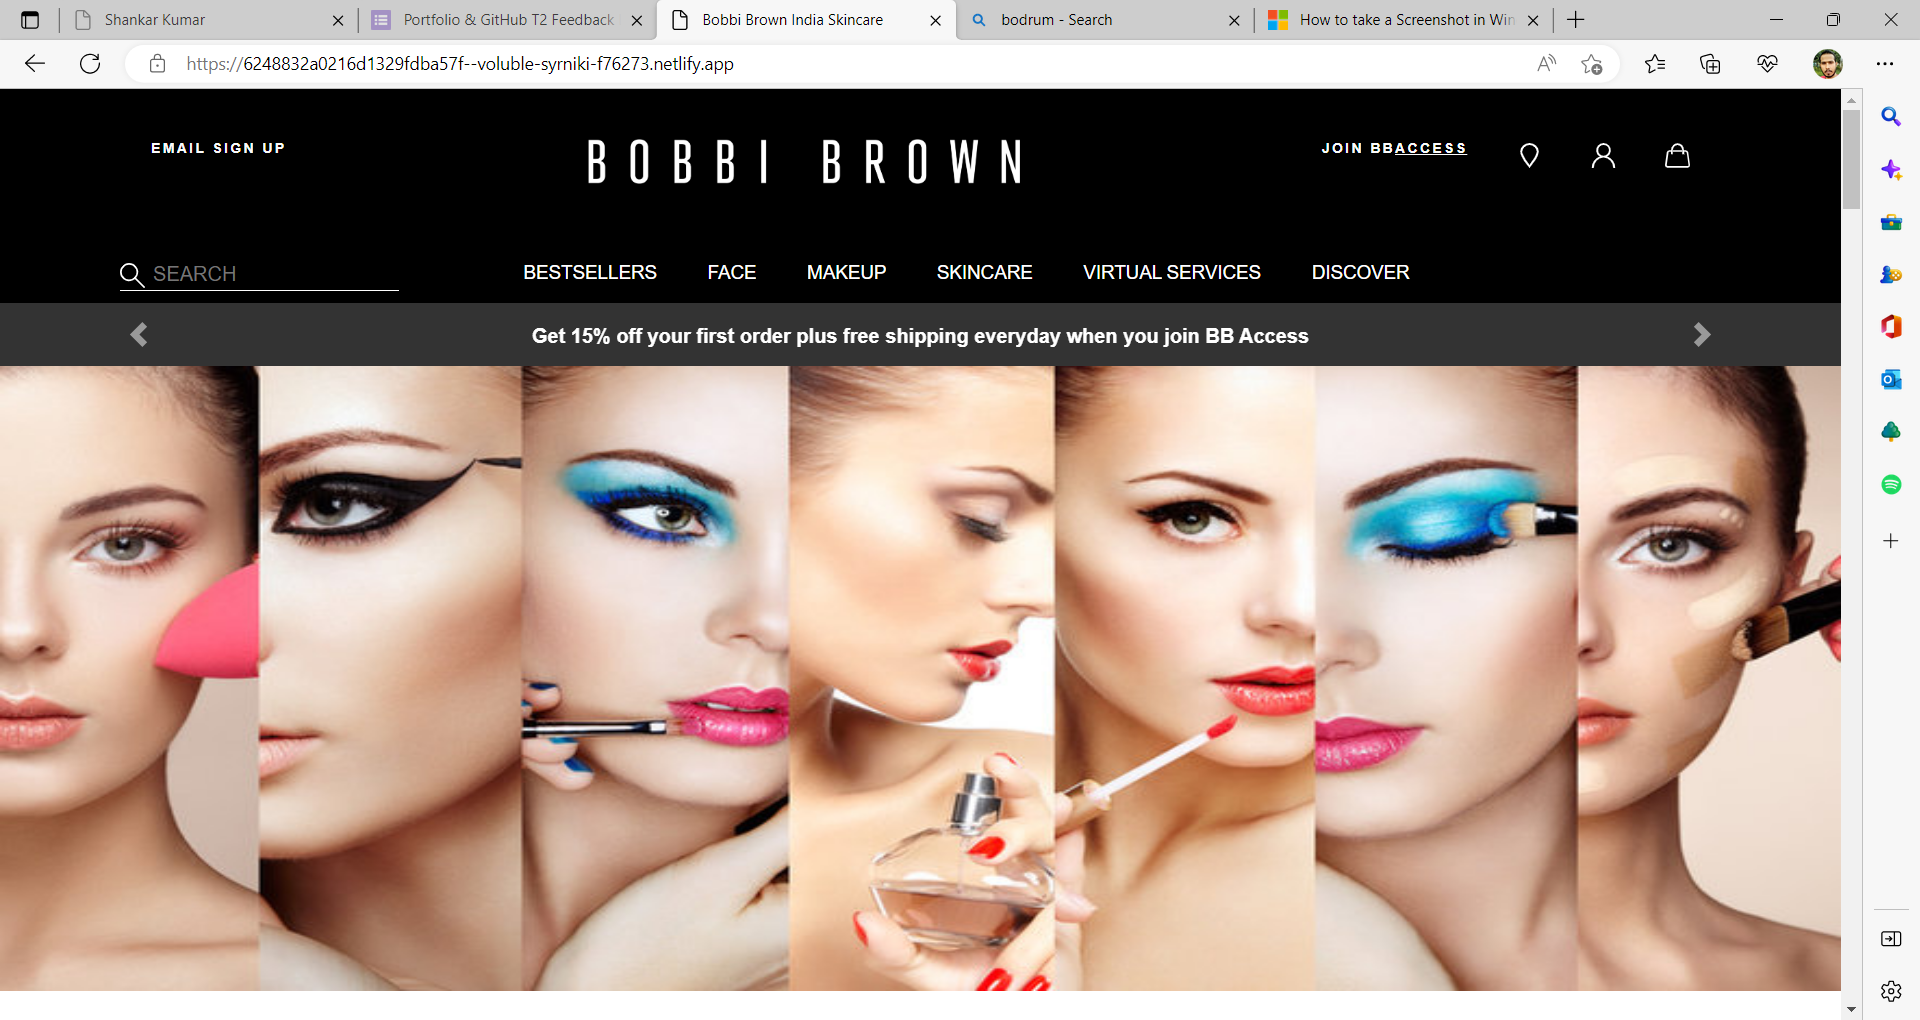 Shankar Kumar
Portfolio & GitHub T2 Feedback
Bobbi Brown India Skincare
bodrum - Search
How to take a Screenshot in Win
https://6248832a0216d1329fdba57f--voluble-syrniki-f76273.netlify.app
EMAIL SIGN UP
BOBBI BROWN
JOIN BBACCESS
SEARCH
BESTSELLERS
FACE
MAKEUP
SKINCARE
VIRTUAL SERVICES
DISCOVER
Get 15% off your first order plus free shipping everyday when you join BB Access